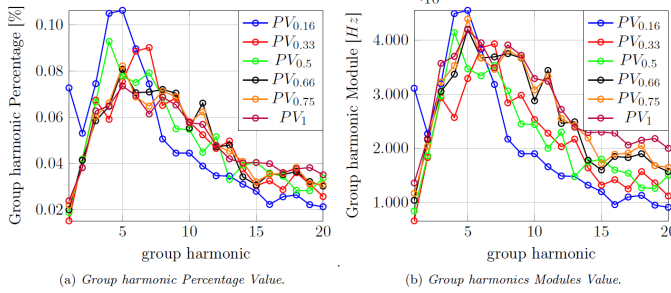 ·10
Group harmonic Percentage [%]
0.10
0.08
0.06
0.04
0.02
5
10
15
20
group harmonic
PV0.16
PV0.33
PV0.5
PV0.66
PV0.75
PV1
(a) Group harmonic Percentage Value.
Group harmonic Module [Hz]
4.000
3.000
2.000
1.000
5
10
15
20
group harmonic
PV0.16
PV0.33
PV0.5
PV0.66
PV0.75
PV1
(b) Group harmonics Modules Value.